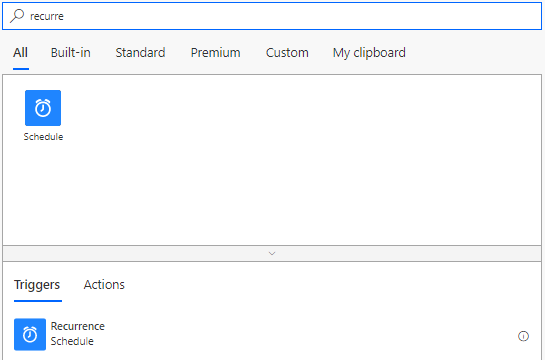 recurre
All Built-in Standard Premium Custom My clipboard
Schedule
Triggers Actions
Recurrence
Schedule